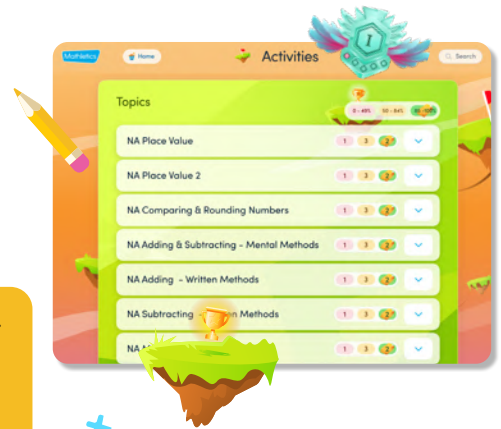 Mathletics
Home
Activities
Search
I
Topics
0 - 49% 50 - 84%
NA Place Value 1 3 2
NA Place Value 2 1 3 2
NA Comparing & Rounding Numbers 1 3 2
NA Adding & Subtracting - Mental Methods 1 3 2
NA Adding - Written Methods 1 3 2
NA Subtracting - Methods 1 3 2
NA 1 3 2